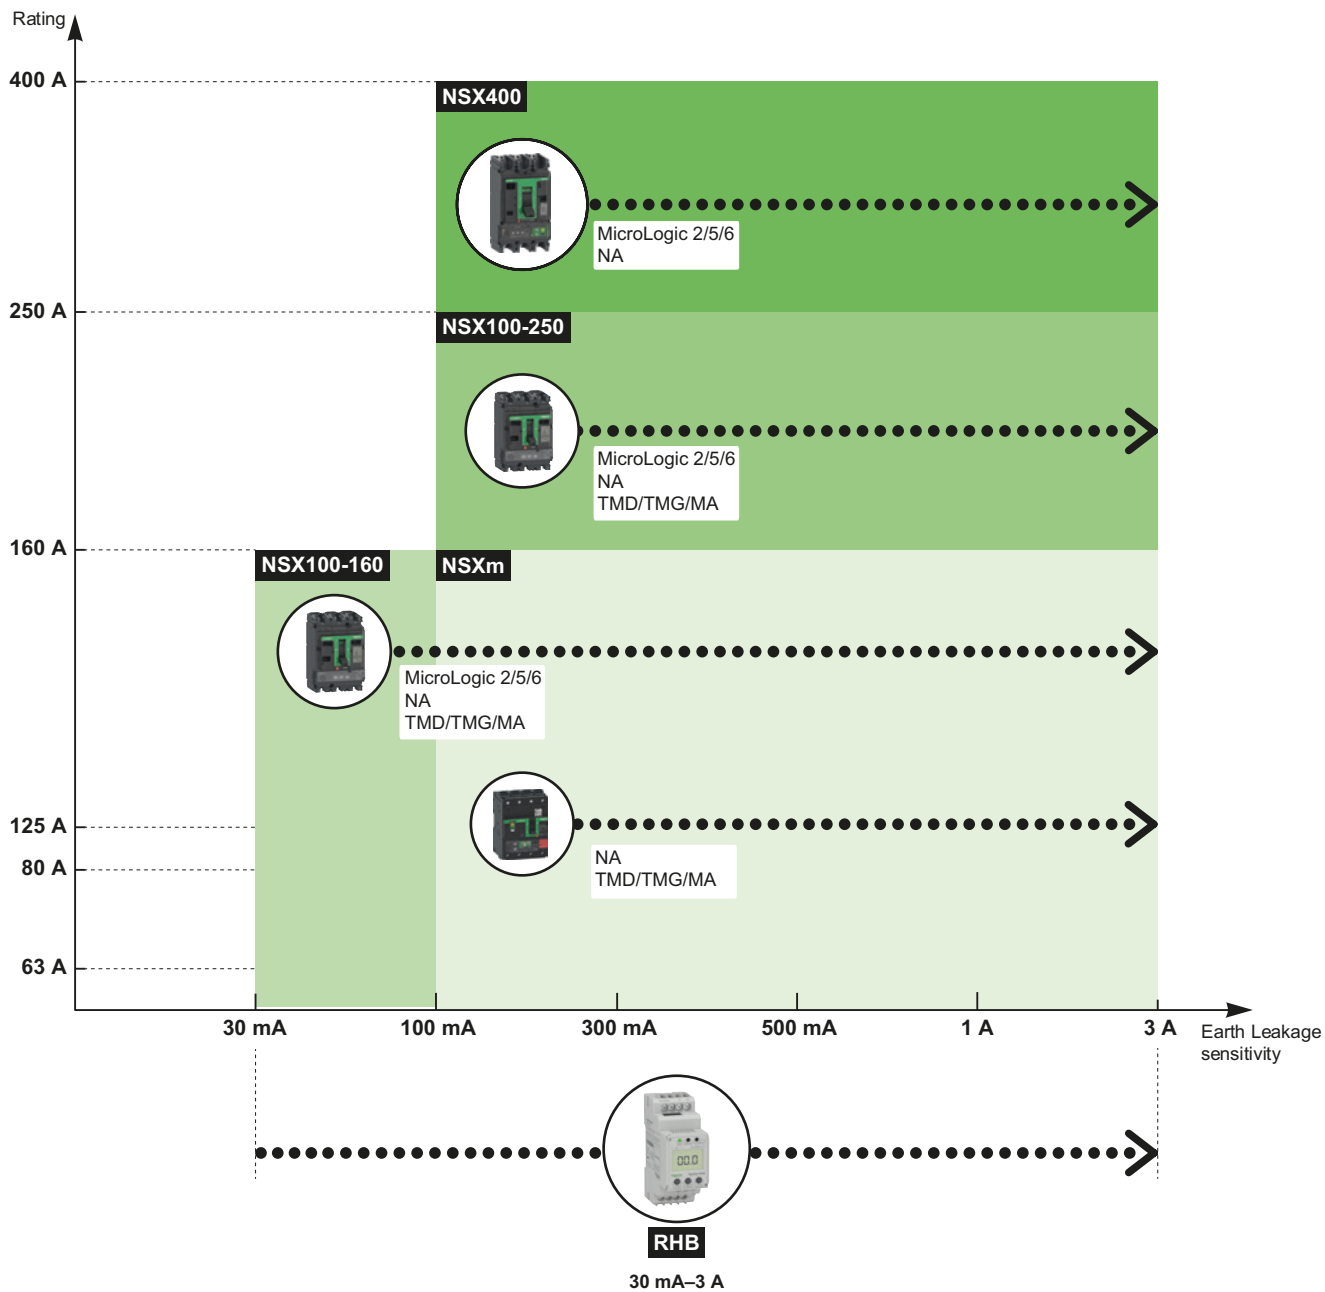 Rating
400 A
NSX400
MicroLogic 2/5/6
NA
250 A
NSX100-250
MicroLogic 2/5/6
NA
TMD/TMG/MA
160 A
NSX100-160
NSXm
MicroLogic 2/5/6
NA
TMD/TMG/MA
125 A
NA
TMD/TMG/MA
80 A
63 A
30 mA
100 mA
300 mA
500 mA
1 A
3 A
Earth Leakage
sensitivity
00.0
RHB
30 mA–3 A